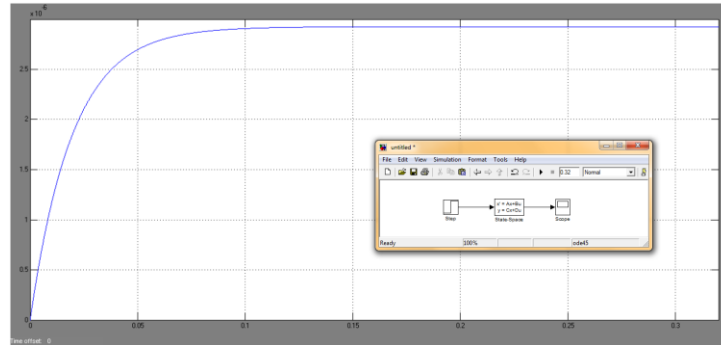 x 10^-6
2.5
2
1.5
1
0.5
0
0 0.05 0.1 0.15 0.2 0.25 0.3
Time offset: 0
untitled *
File Edit View Simulation Format Tools Help
0.32 Normal
x' = Ax+Bu
y = Cx+Du
Step State-Space Scope
Ready 100% ode45